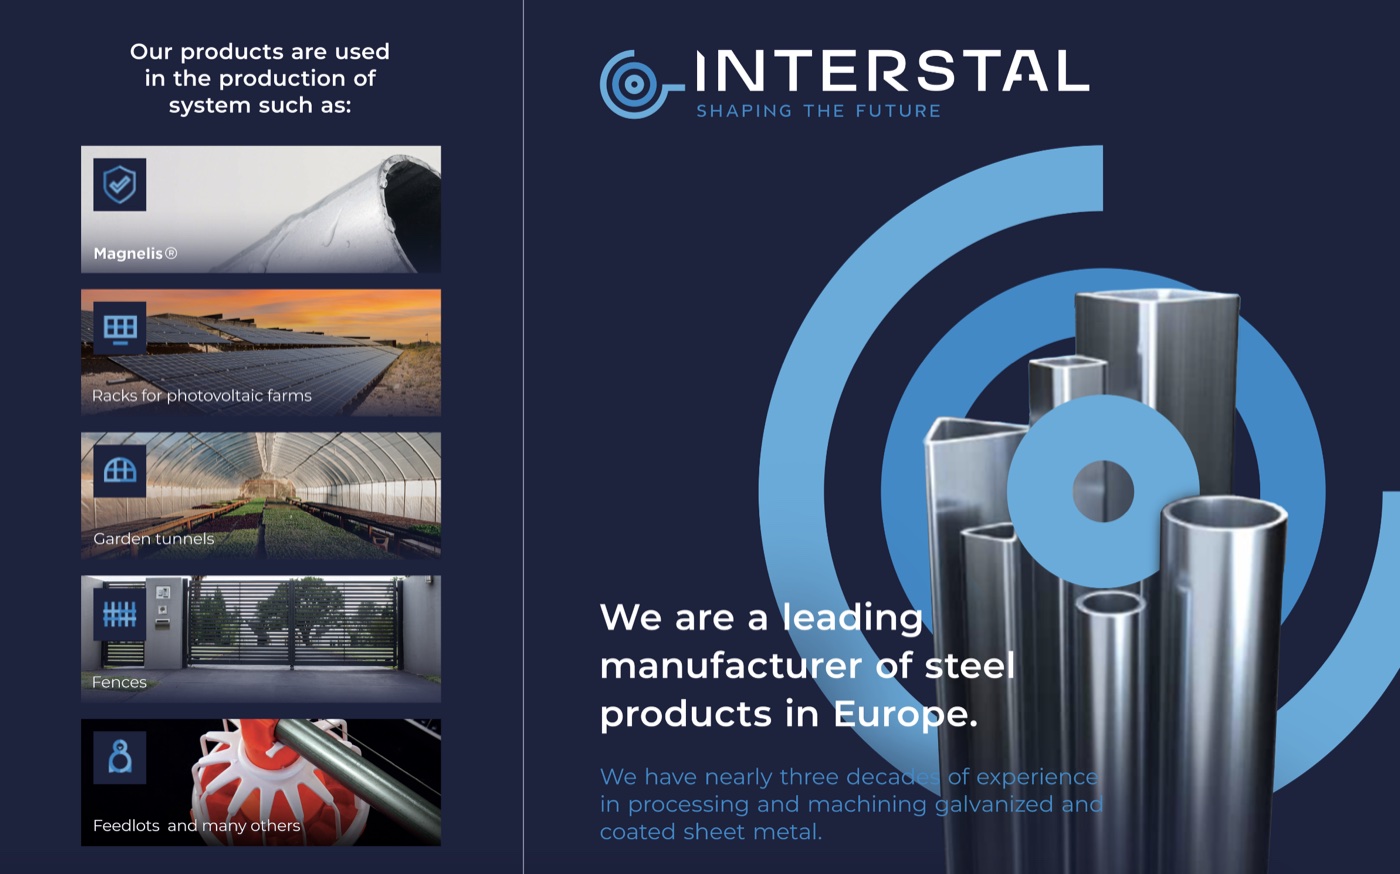 Our products are used
in the production of
system such as:
Magnelis®
Racks for photovoltaic farms
Garden tunnels
Fences
Feedlots and many others
INTERSTAL
SHAPING THE FUTURE
We are a leading
manufacturer of steel
products in Europe.
We have nearly three decades of experience
in processing and machining galvanized and
coated sheet metal.